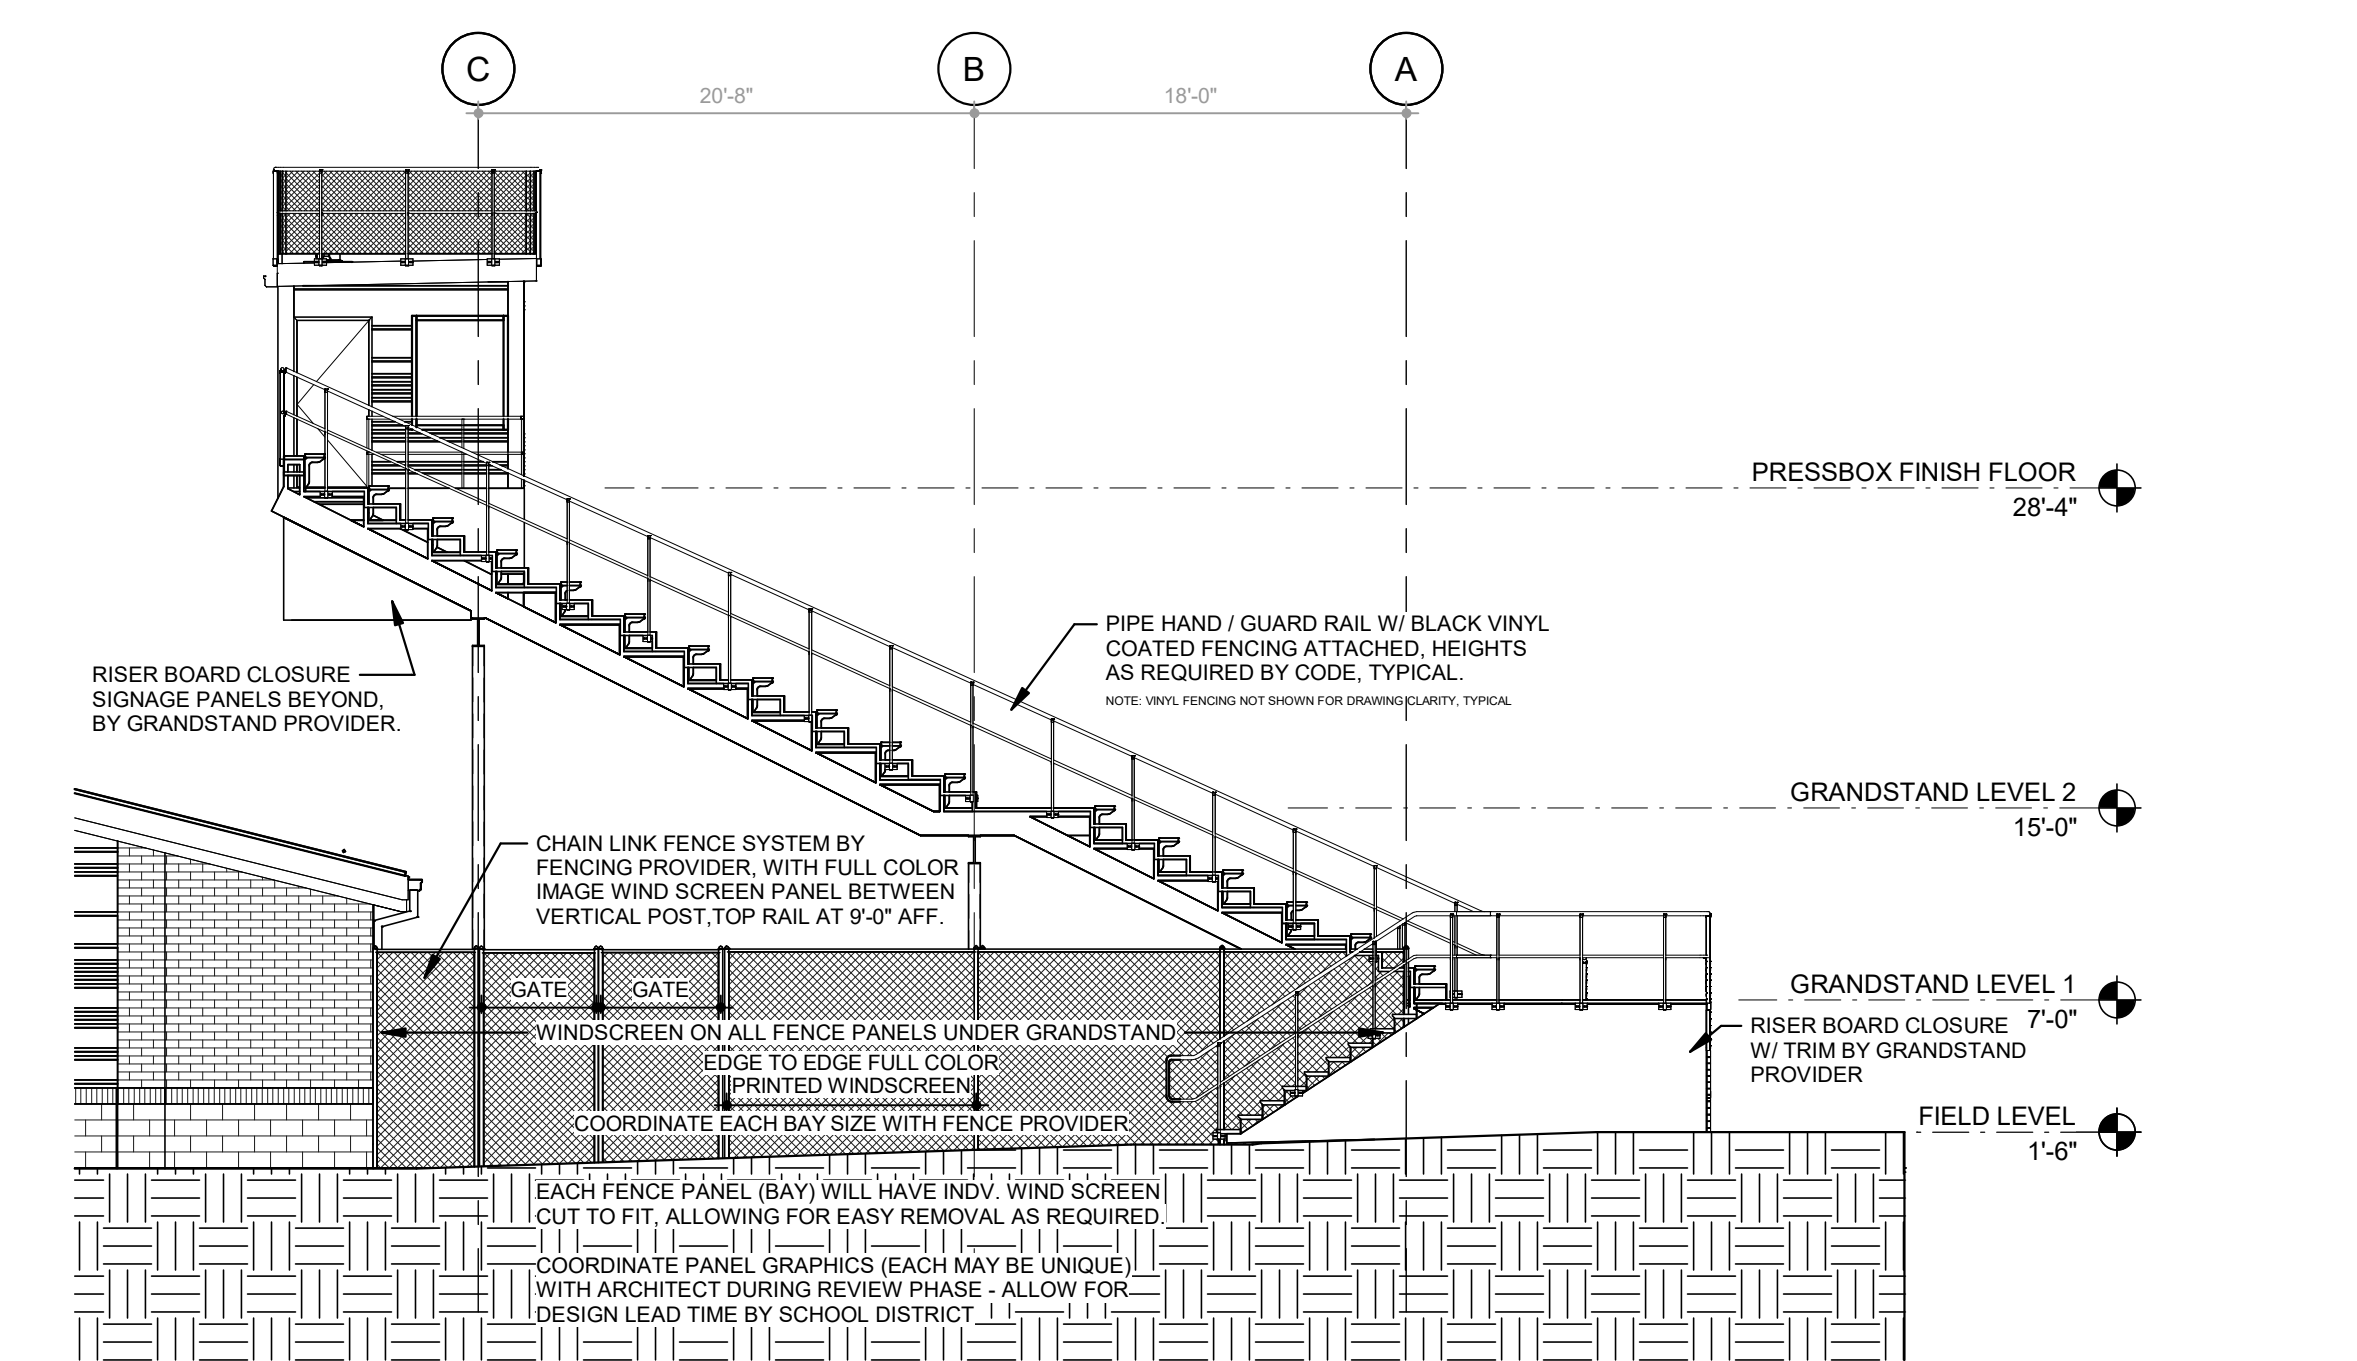 C
B
A
20'-8"
18'-0"
PRESSBOX FINISH FLOOR
28'-4"
PIPE HAND / GUARD RAIL W/ BLACK VINYL
COATED FENCING ATTACHED, HEIGHTS
AS REQUIRED BY CODE, TYPICAL.
NOTE: VINYL FENCING NOT SHOWN FOR DRAWING CLARITY, TYPICAL
RISER BOARD CLOSURE
SIGNAGE PANELS BEYOND,
BY GRANDSTAND PROVIDER.
GRANDSTAND LEVEL 2
15'-0"
CHAIN LINK FENCE SYSTEM BY
FENCING PROVIDER, WITH FULL COLOR
IMAGE WIND SCREEN PANEL BETWEEN
VERTICAL POST,TOP RAIL AT 9'-0" AFF.
GATE
GATE
GRANDSTAND LEVEL 1
7'-0"
RISER BOARD CLOSURE
W/ TRIM BY GRANDSTAND
PROVIDER
WINDSCREEN ON ALL FENCE PANELS UNDER GRANDSTAND
EDGE TO EDGE FULL COLOR
PRINTED WINDSCREEN
COORDINATE EACH BAY SIZE WITH FENCE PROVIDER
FIELD LEVEL
1'-6"
EACH FENCE PANEL (BAY) WILL HAVE INDV. WIND SCREEN
CUT TO FIT, ALLOWING FOR EASY REMOVAL AS REQUIRED.
COORDINATE PANEL GRAPHICS (EACH MAY BE UNIQUE)
WITH ARCHITECT DURING REVIEW PHASE - ALLOW FOR
DESIGN LEAD TIME BY SCHOOL DISTRICT